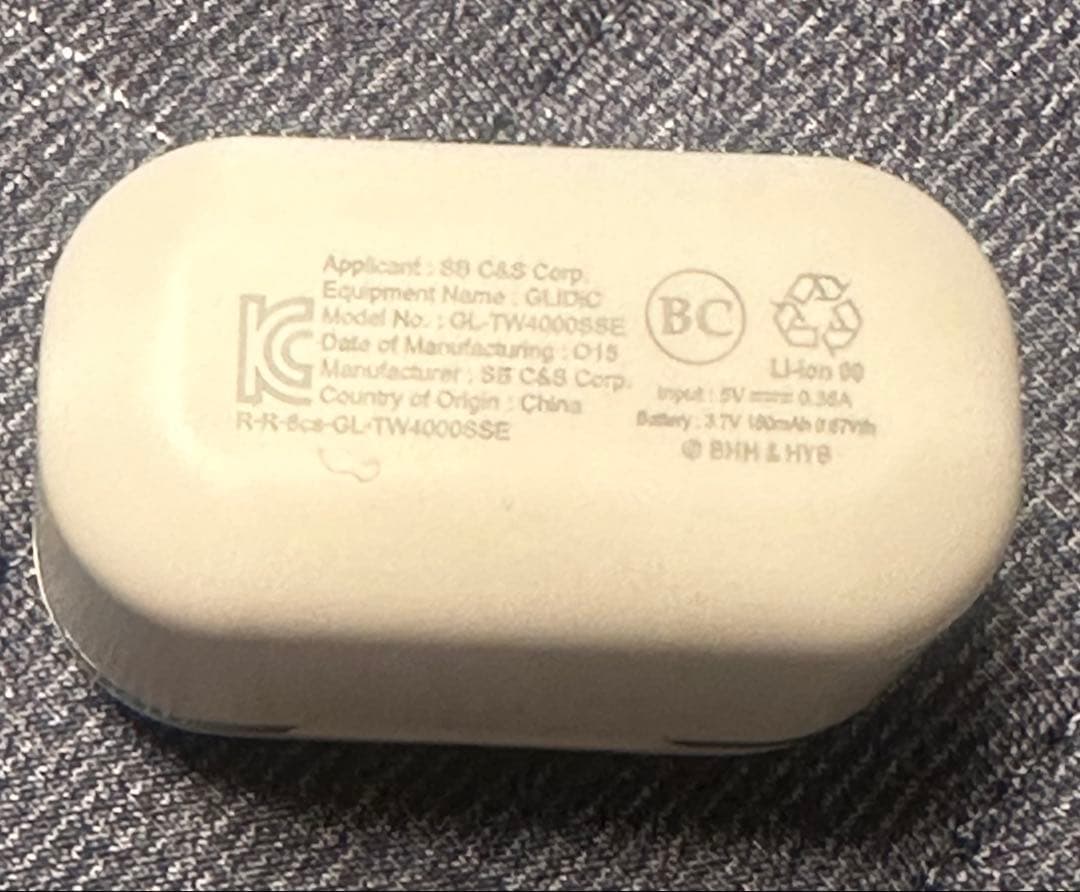 Applicant : SB C&S Corp.
Equipment Name : GLIDiC
Model No. : GL-TW4000SSE
Date of Manufacturing : O15
Manufacturer : SB C&S Corp.
Country of Origin : China
R-R-8cs-GL-TW4000SSE
BC
Li-ion 00
Input : 5V 0.36A
Battery : 3.7V 180mAh 0.67Wh
BHH & HYB